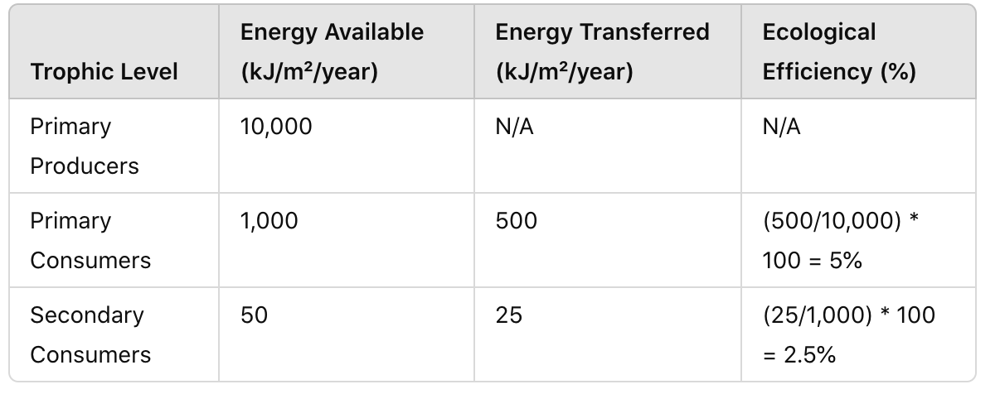 Trophic Level
Energy Available
(kJ/m²/year)
Energy Transferred
(kJ/m²/year)
Ecological
Efficiency (%)
Primary
Producers
10,000
N/A
N/A
Primary
Consumers
1,000
500
(500/10,000) *
100 = 5%
Secondary
Consumers
50
25
(25/1,000) * 100
= 2.5%